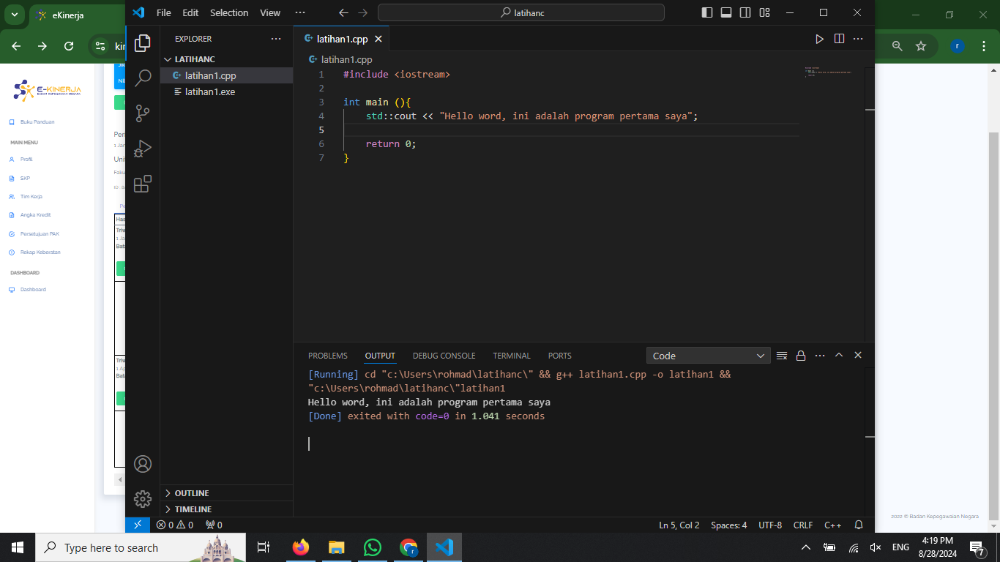 eKinerja
File Edit Selection View ···
latihanc
EXPLORER ···
LATIHANC
latihan1.cpp
latihan1.exe
OUTLINE
TIMELINE
latihan1.cpp
latihan1.cpp
1 #include <iostream>
2
3 int main (){
4 std::cout << "Hello word, ini adalah program pertama saya";
5
6 return 0;
7 }
PROBLEMS OUTPUT DEBUG CONSOLE TERMINAL PORTS Code ···
[Running] cd "c:\Users\rohmad\latihanc\" && g++ latihan1.cpp -o latihan1 &&
"c:\Users\rohmad\latihanc\"latihan1
Hello word, ini adalah program pertama saya
[Done] exited with code=0 in 1.041 seconds
0 0 0 Ln 5, Col 2 Spaces: 4 UTF-8 CRLF C++
E-KINERJA
BADAN KEPEGAWAIAN NEGARA
Buku Panduan
MAIN MENU
Profil
SKP
Tim Kerja
Angka Kredit
Persetujuan PAK
Rekap Keberatan
DASHBOARD
Dashboard
r
2022 © Badan Kepegawaian Negara
Type here to search
ENG
4:19 PM
8/28/2024
7